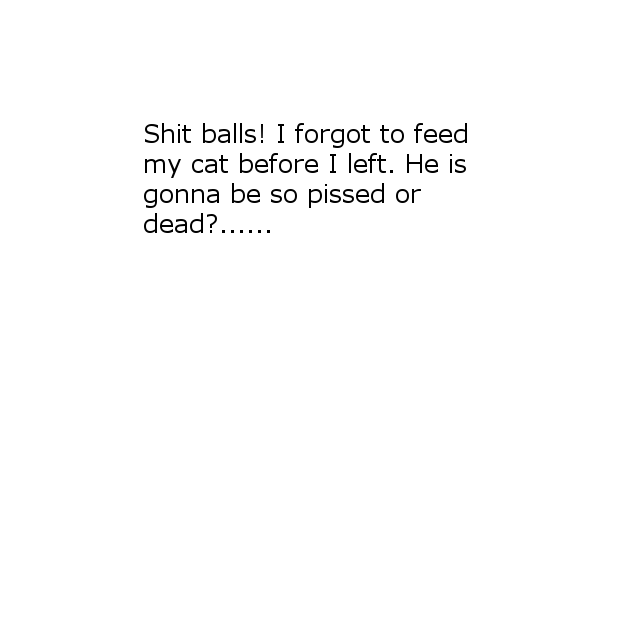 Shit balls! I forgot to feed
my cat before I left. He is
gonna be so pissed or
dead?......